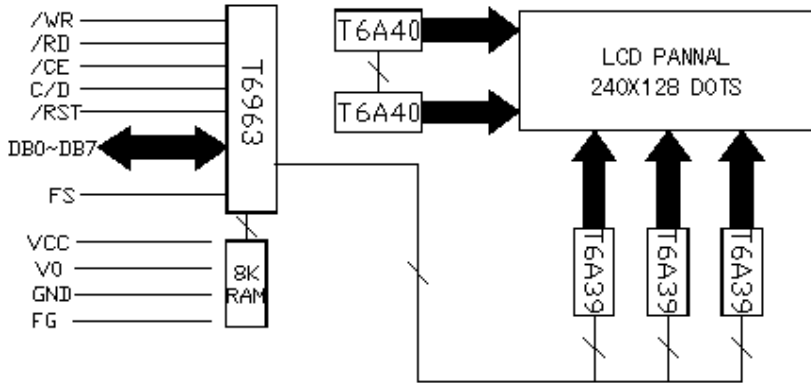 /WR
/RD
/CE
C/D
/RST
DB0~DB7
FS
VCC
V0
GND
FG
T6963
8K
RAM
T6A40
T6A40
LCD PANNAL
240X128 DOTS
T6A39
T6A39
T6A39